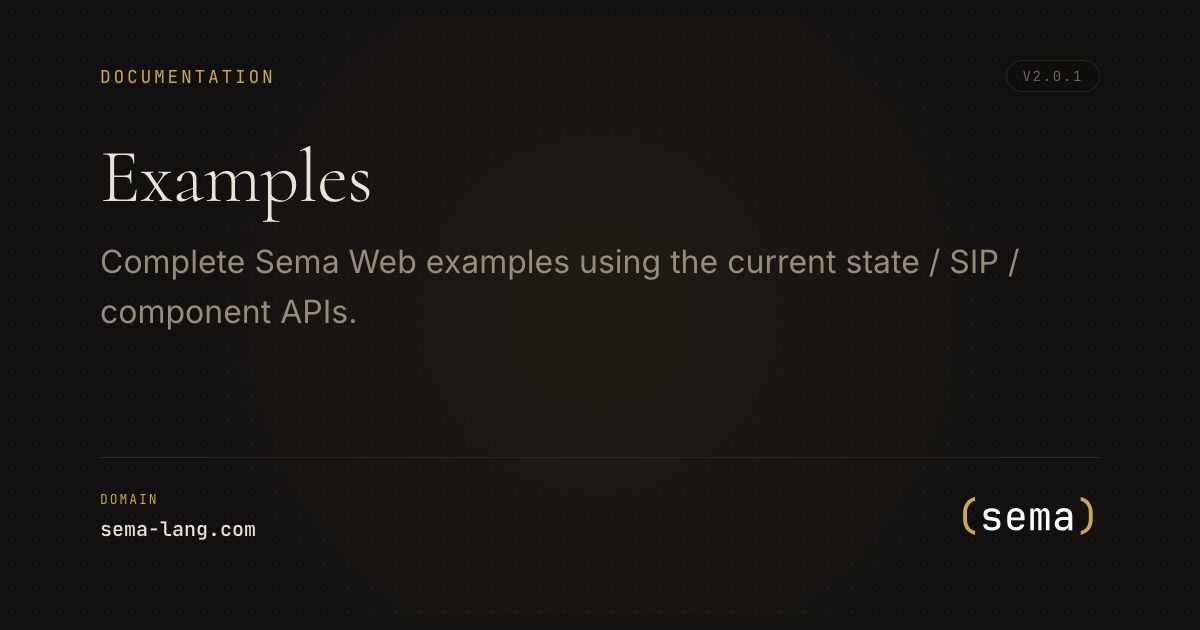 DOCUMENTATION
V2.0.1
Examples
Complete Sema Web examples using the current state / SIP /
component APIs.
DOMAIN
sema-lang.com
(sema)